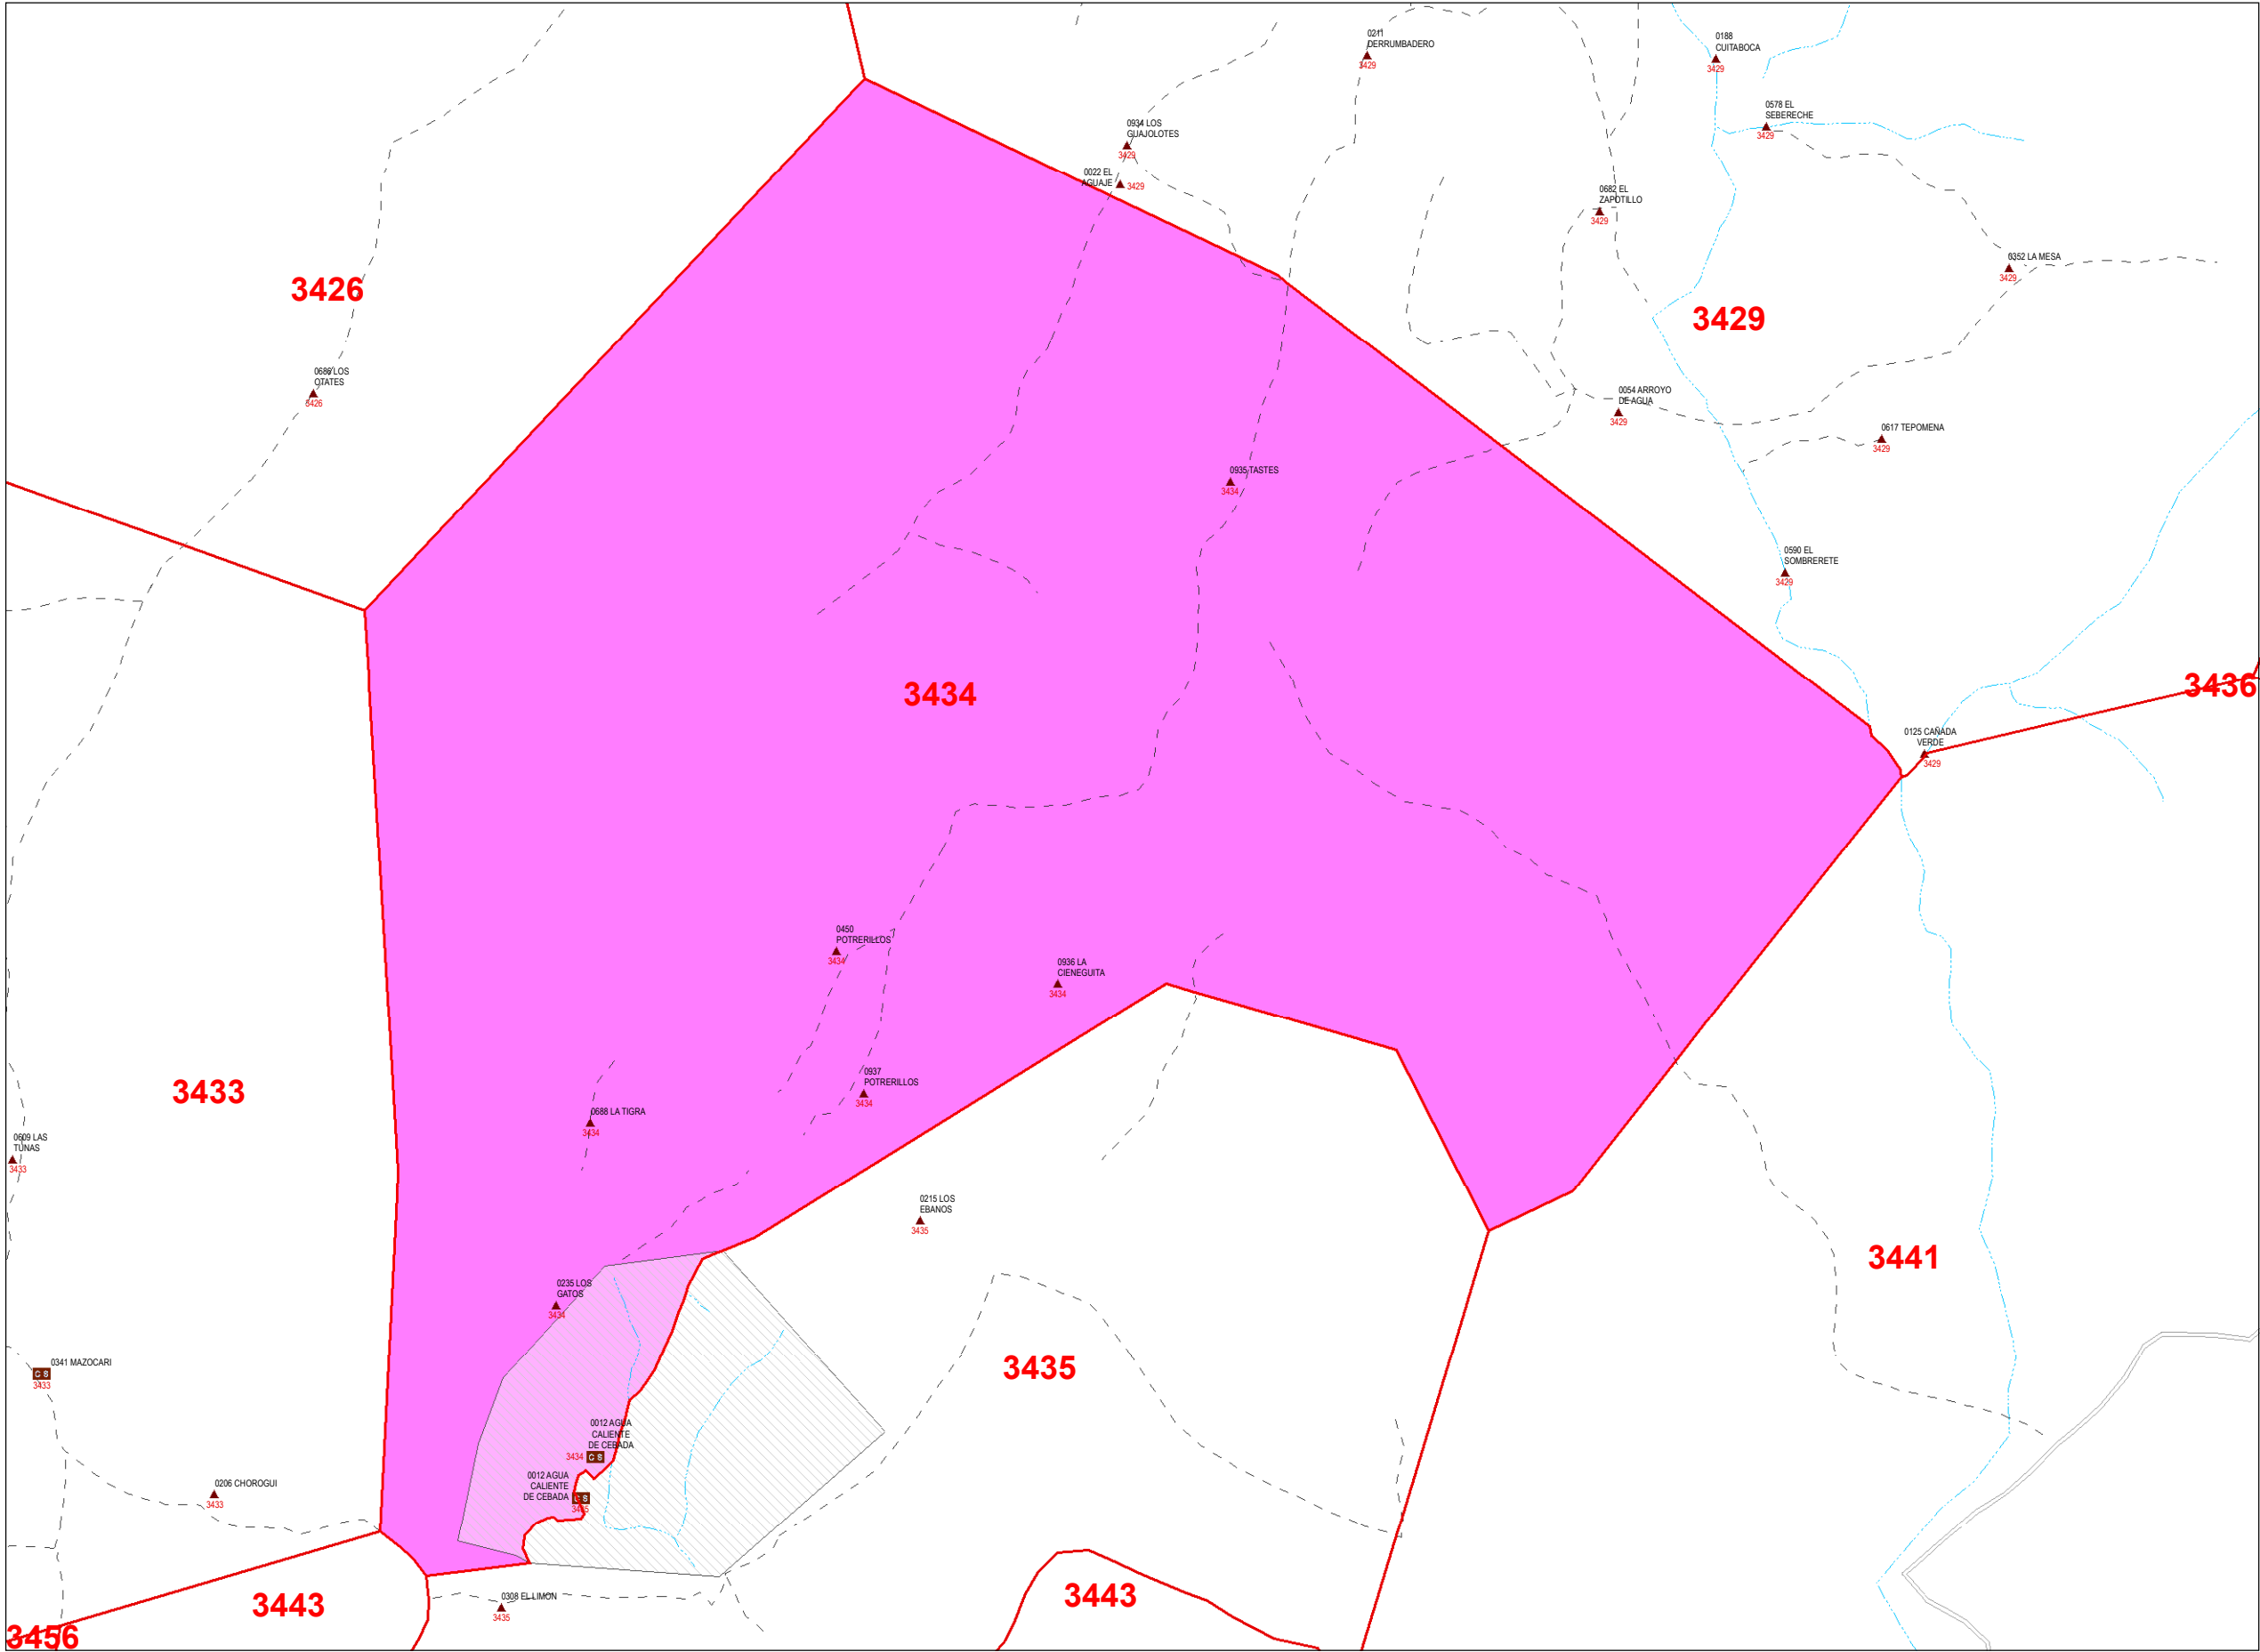 0211
DERRUMBADERO
3429
0188
CUITABOCA
3429
0578 EL
SEBERECHE
3429
0934 LOS
GUAJOLOTES
3429
0022 EL
AGUAJE
3429
0682 EL
ZAPOTILLO
3429
0352 LA MESA
3429
3426
3429
0686 LOS
OTATES
3426
0054 ARROYO
DE AGUA
3429
0617 TEPOMENA
3429
0935 TASTES
3434
0590 EL
SOMBRERETE
3429
3434
3436
0125 CAÑADA
VERDE
3429
0450
POTRERILLOS
3434
0936 LA
CIENEGUITA
3434
3433
0937
POTRERILLOS
3434
0688 LA TIGRA
3434
0609 LAS
TUNAS
3433
0215 LOS
EBANOS
3435
3441
0235 LOS
GATOS
3434
0341 MAZOCARI
C S
3433
3435
0012 AGUA
CALIENTE
DE CEBADA
3434
C S
0012 AGUA
CALIENTE
DE CEBADA
C S
3435
0206 CHOROGUI
3433
3443
0308 EL LIMON
3435
3443
3456